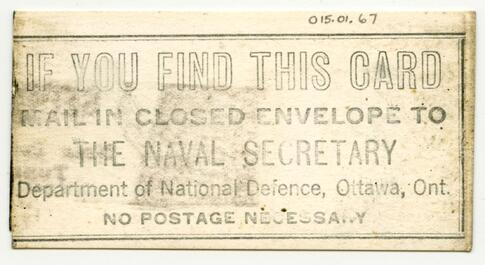 015.01.67
IF YOU FIND THIS CARD
MAIL IN CLOSED ENVELOPE TO
THE NAVAL SECRETARY
Department of National Defence, Ottawa, Ont.
NO POSTAGE NECESSARY